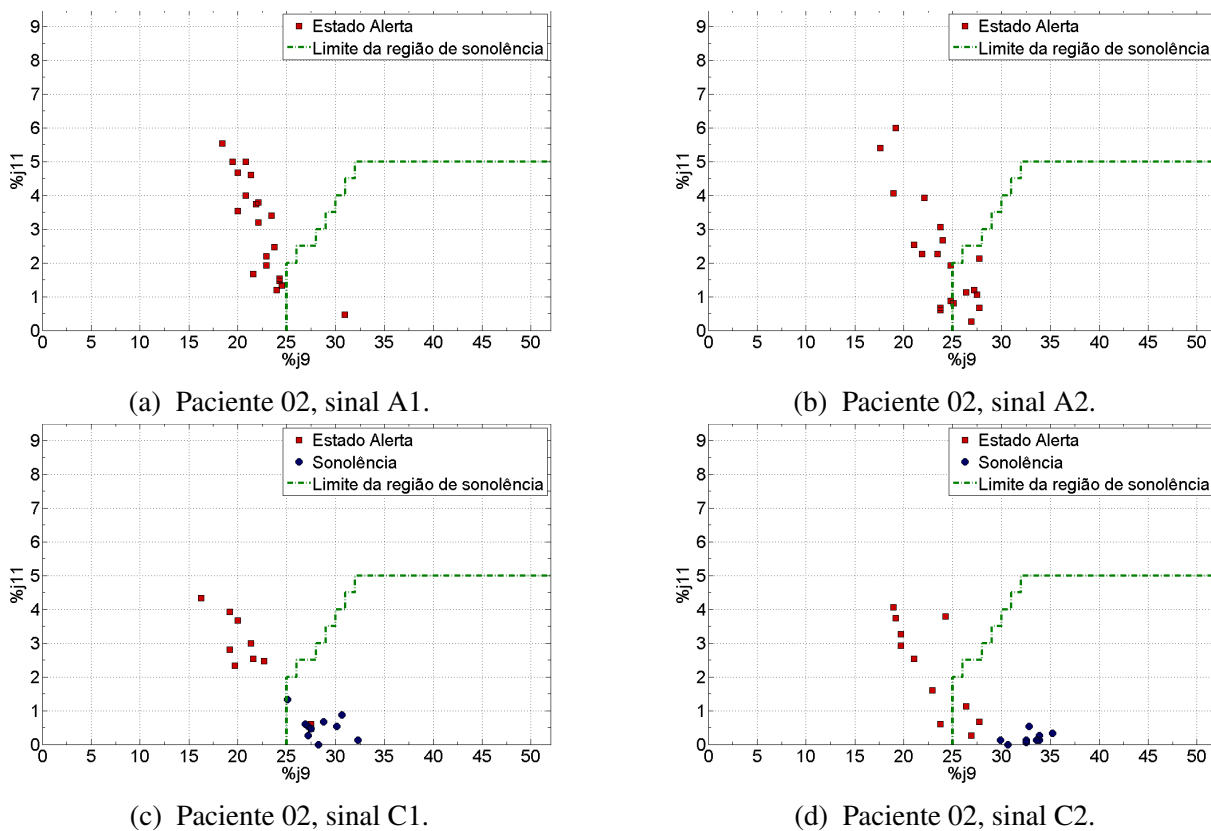 Estado Alerta
Limite da região de sonolência
9
8
7
6
5
4
3
2
1
0
%j11
0 5 10 15 20 25 30 35 40 45 50
%j9
(a) Paciente 02, sinal A1.
Estado Alerta
Limite da região de sonolência
9
8
7
6
5
4
3
2
1
0
%j11
0 5 10 15 20 25 30 35 40 45 50
%j9
(b) Paciente 02, sinal A2.
Estado Alerta
Sonolência
Limite da região de sonolência
9
8
7
6
5
4
3
2
1
0
%j11
0 5 10 15 20 25 30 35 40 45 50
%j9
(c) Paciente 02, sinal C1.
Estado Alerta
Sonolência
Limite da região de sonolência
9
8
7
6
5
4
3
2
1
0
%j11
0 5 10 15 20 25 30 35 40 45 50
%j9
(d) Paciente 02, sinal C2.